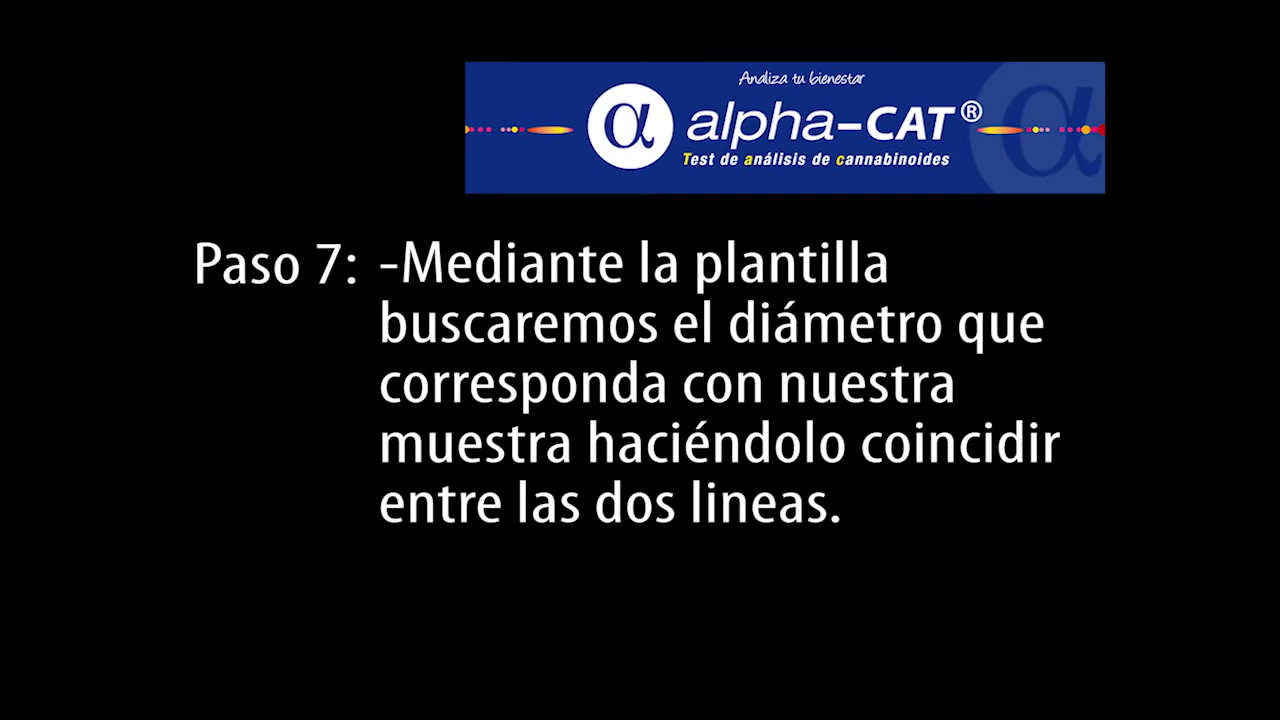 Analiza tu bienestar
α alpha-CAT®
Test de análisis de cannabinoides
Paso 7: -Mediante la plantilla
buscaremos el diámetro que
corresponda con nuestra
muestra haciéndolo coincidir
entre las dos lineas.